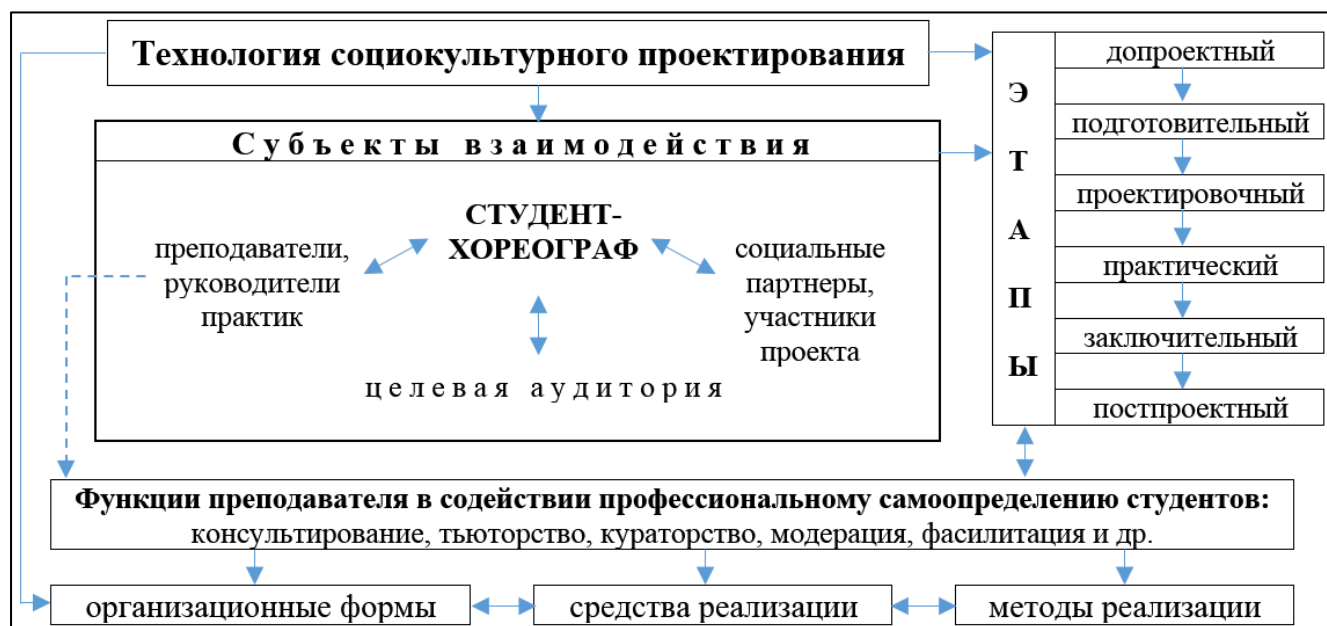 Технология социокультурного проектирования
Субъекты взаимодействия
СТУДЕНТ-
ХОРЕОГРАФ
преподаватели,
руководители
практик
социальные
партнеры,
участники
проекта
целевая аудитория
ЭТАПЫ
допроектный
подготовительный
проектировочный
практический
заключительный
постпроектный
Функции преподавателя в содействии профессиональному самоопределению студентов:
консультирование, тьюторство, кураторство, модерация, фасилитация и др.
организационные формы
средства реализации
методы реализации